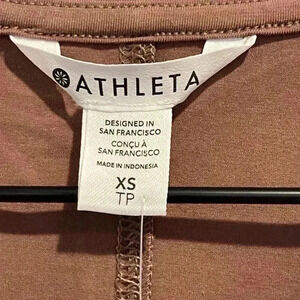 ATHLETA
DESIGNED IN
SAN FRANCISCO
CONÇU À
SAN FRANCISCO
MADE IN INDONESIA
XS
TP